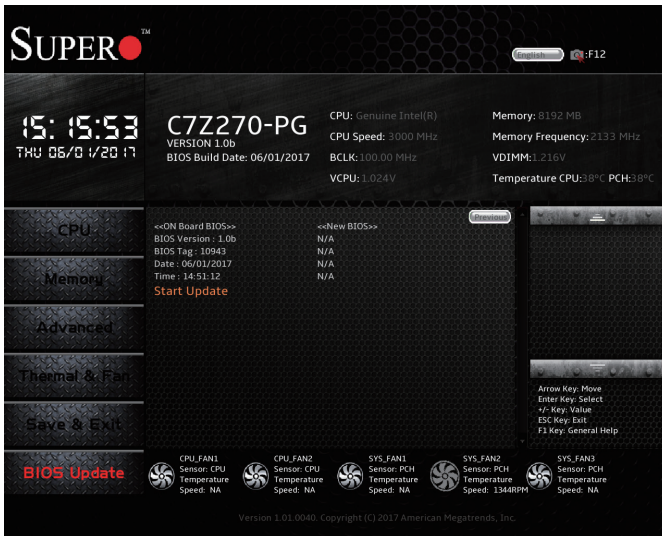 SUPER TM
English :F12
15:15:53
THU 06/01/2017
C7Z270-PG
VERSION 1.0b
BIOS Build Date: 06/01/2017
CPU: Genuine Intel(R)
CPU Speed: 3000 MHz
BCLK:100.00 MHz
VCPU:1.024V
Memory: 8192 MB
Memory Frequency:2133 MHz
VDIMM:1.216V
Temperature CPU:38°C PCH:38°C
CPU
Memory
Advanced
Thermal & Fan
Save & Exit
BIOS Update
Previous
<<ON Board BIOS>> <<New BIOS>>
BIOS Version : 1.0b N/A
BIOS Tag : 10943 N/A
Date : 06/01/2017 N/A
Time : 14:51:12 N/A
Start Update
Arrow Key: Move
Enter Key: Select
+/- Key: Value
ESC Key: Exit
F1 Key: General Help
CPU_FAN1
Sensor: CPU
Temperature
Speed: NA
CPU_FAN2
Sensor: CPU
Temperature
Speed: NA
SYS_FAN1
Sensor: PCH
Temperature
Speed: NA
SYS_FAN2
Sensor: PCH
Temperature
Speed: 1344RPM
SYS_FAN3
Sensor: PCH
Temperature
Speed: NA
Version 1.01.0040. Copyright (C) 2017 American Megatrends, Inc.